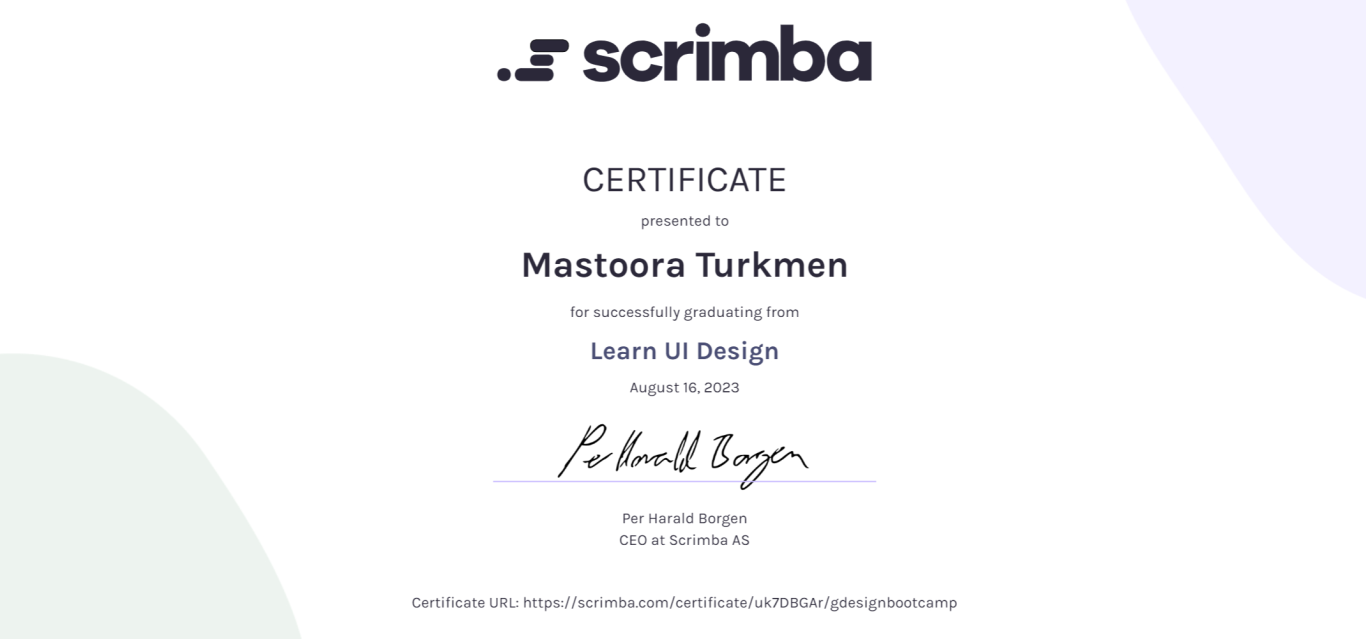 scrimba
CERTIFICATE
presented to
Mastoora Turkmen
for successfully graduating from
Learn UI Design
August 16, 2023
Per Harald Borgen
Per Harald Borgen
CEO at Scrimba AS
Certificate URL: https://scrimba.com/certificate/uk7DBGAr/gdesignbootcamp